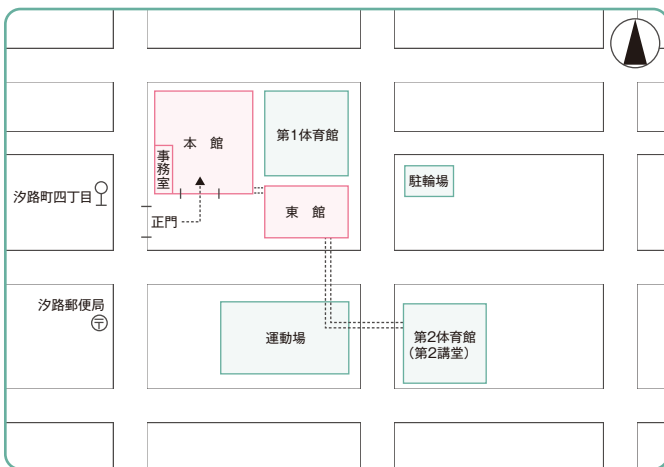 本　館
第1体育館
事務室
駐輪場
汐路町四丁目
東　館
正門
汐路郵便局
〒
運動場
第2体育館
（第2講堂）